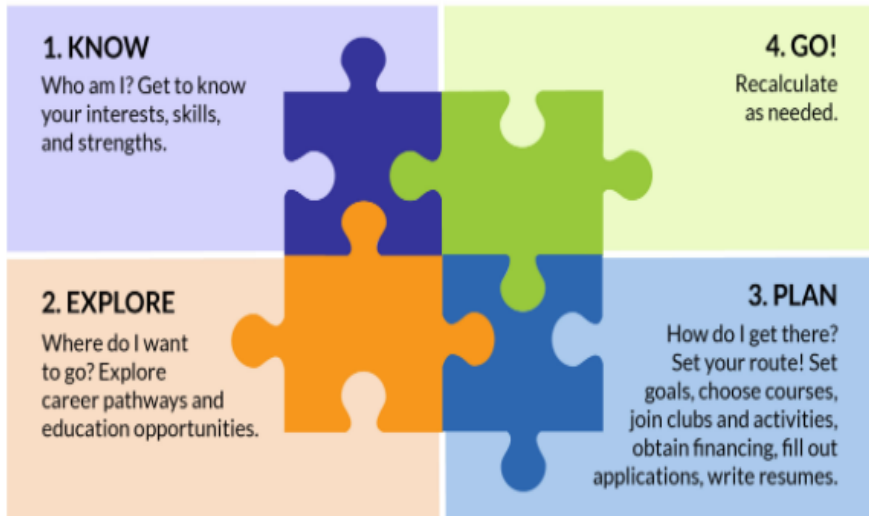 1. KNOW
Who am I? Get to know
your interests, skills,
and strengths.
2. EXPLORE
Where do I want
to go? Explore
career pathways and
education opportunities.
3. PLAN
How do I get there?
Set your route! Set
goals, choose courses,
join clubs and activities,
obtain financing, fill out
applications, write resumes.
4. GO!
Recalculate
as needed.